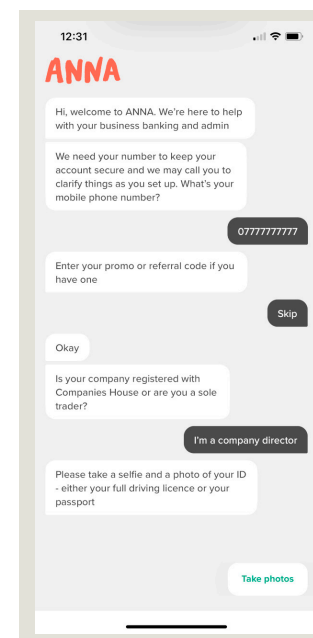 12:31
ANNA
Hi, welcome to ANNA. We're here to help
with your business banking and admin
We need your number to keep your
account secure and we may call you to
clarify things as you set up. What's your
mobile phone number?
07777777777
Enter your promo or referral code if you
have one
Skip
Okay
Is your company registered with
Companies House or are you a sole
trader?
I'm a company director
Please take a selfie and a photo of your ID
- either your full driving licence or your
passport
Take photos